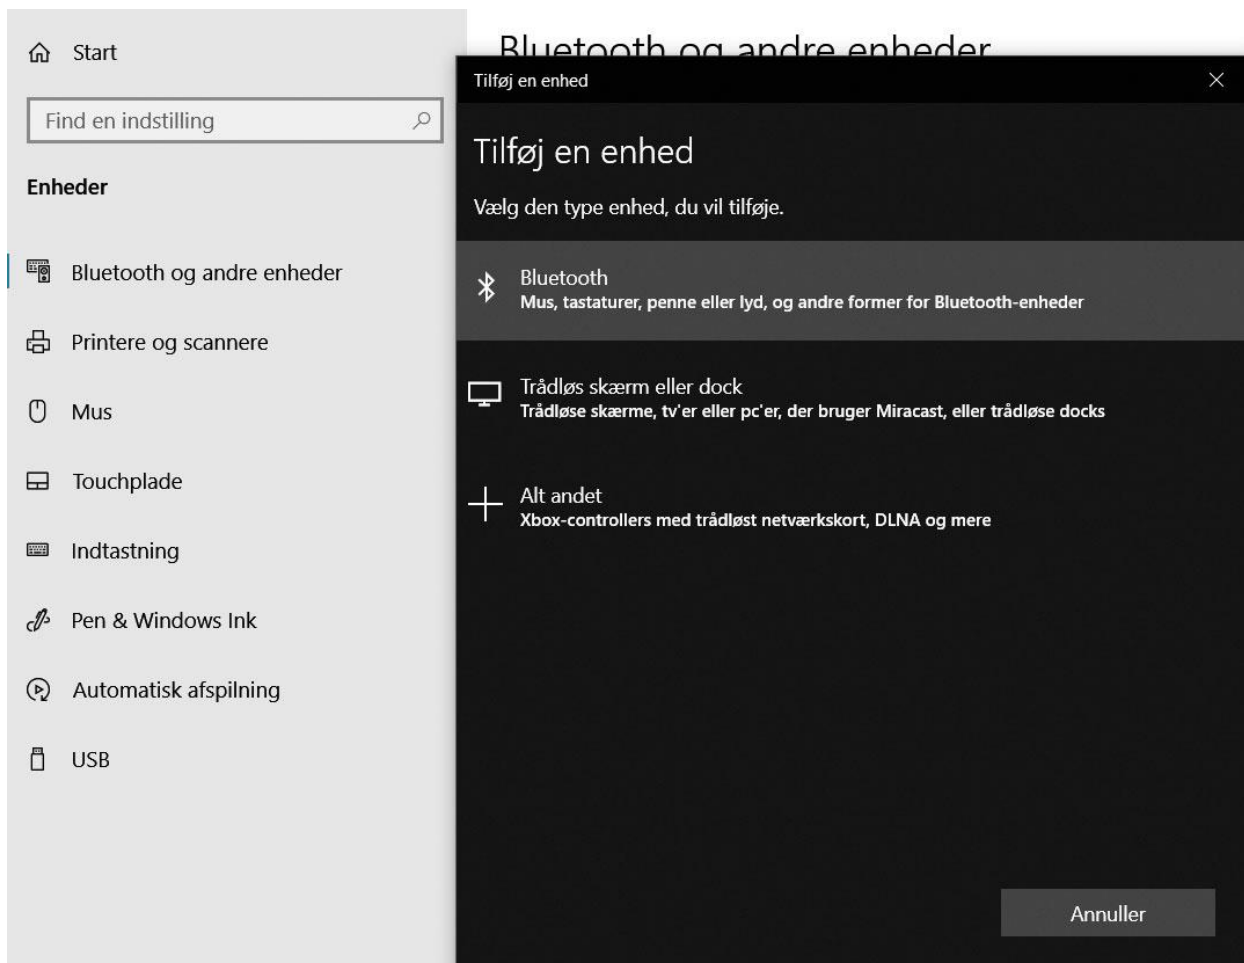 Start
Find en indstilling
Enheder
Bluetooth og andre enheder
Printere og scannere
Mus
Touchplade
Indtastning
Pen & Windows Ink
Automatisk afspilning
USB
Bluetooth og andre enheder
Tilføj en enhed
Tilføj en enhed
Vælg den type enhed, du vil tilføje.
Bluetooth
Mus, tastaturer, penne eller lyd, og andre former for Bluetooth-enheder
Trådløs skærm eller dock
Trådløse skærme, tv'er eller pc'er, der bruger Miracast, eller trådløse docks
Alt andet
Xbox-controllers med trådløst netværkskort, DLNA og mere
Annuller